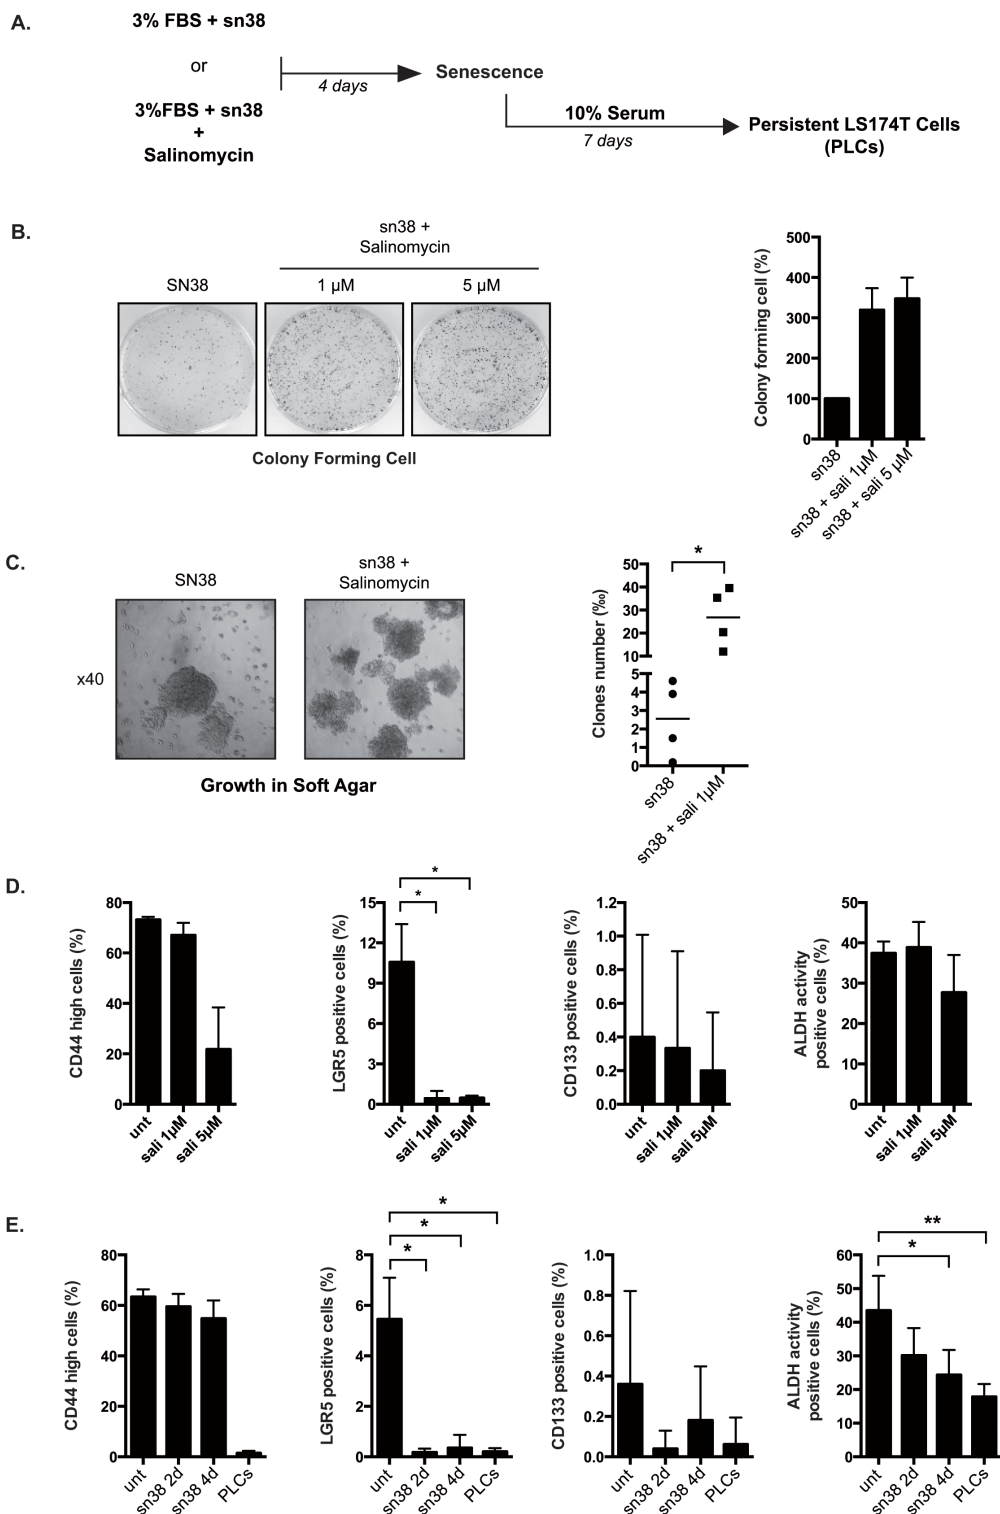 A.
3% FBS + sn38
or
3%FBS + sn38
+
Salinomycin
4 days
Senescence
10% Serum
7 days
Persistent LS174T Cells
(PLCs)
B.
sn38 +
Salinomycin
SN38
1 µM
5 µM
Colony Forming Cell
Colony forming cell (%)
500
400
300
200
100
0
sn38
sn38 + sali 1µM
sn38 + sali 5 µM
C.
SN38
sn38 +
Salinomycin
x40
Growth in Soft Agar
Clones number (‰)
*
50
40
30
20
10
5
4
3
2
1
0
sn38
sn38 + sali 1µM
D.
CD44 high cells (%)
80
60
40
20
0
unt
sali 1µM
sali 5µM
LGR5 positive cells (%)
*
*
15
12
9
6
3
0
unt
sali 1µM
sali 5µM
CD133 positive cells (%)
1.2
1.0
0.8
0.6
0.4
0.2
0.0
unt
sali 1µM
sali 5µM
ALDH activity
positive cells (%)
50
40
30
20
10
0
unt
sali 1µM
sali 5µM
E.
CD44 high cells (%)
80
60
40
20
0
unt
sn38 2d
sn38 4d
PLCs
LGR5 positive cells (%)
*
*
*
8
6
4
2
0
unt
sn38 2d
sn38 4d
PLCs
CD133 positive cells (%)
1.0
0.8
0.6
0.4
0.2
0.0
unt
sn38 2d
sn38 4d
PLCs
ALDH activity
positive cells (%)
**
*
60
50
40
30
20
10
0
unt
sn38 2d
sn38 4d
PLCs